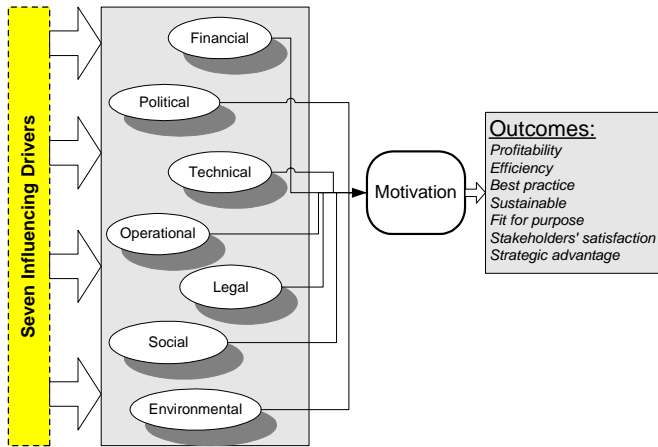 Seven Influencing Drivers
Financial
Political
Technical
Operational
Legal
Social
Environmental
Motivation
Outcomes:
Profitability
Efficiency
Best practice
Sustainable
Fit for purpose
Stakeholders' satisfaction
Strategic advantage